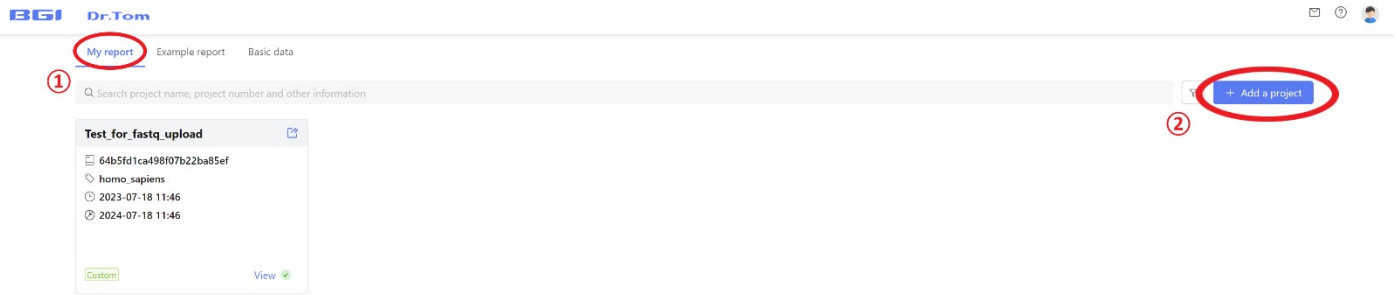 BGI Dr.Tom
My report Example report Basic data
①
Search project name, project number and other information
+ Add a project
②
Test_for_fastq_upload
64b5fd1ca498f07b22ba85ef
homo_sapiens
2023-07-18 11:46
2024-07-18 11:46
Custom View